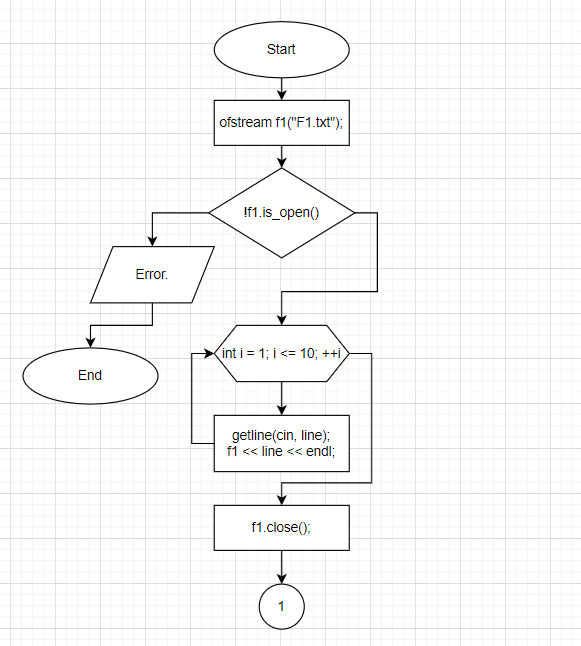 Start
ofstream f1("F1.txt");
!f1.is_open()
Error.
End
int i = 1; i <= 10; ++i
getline(cin, line);
f1 << line << endl;
f1.close();
1